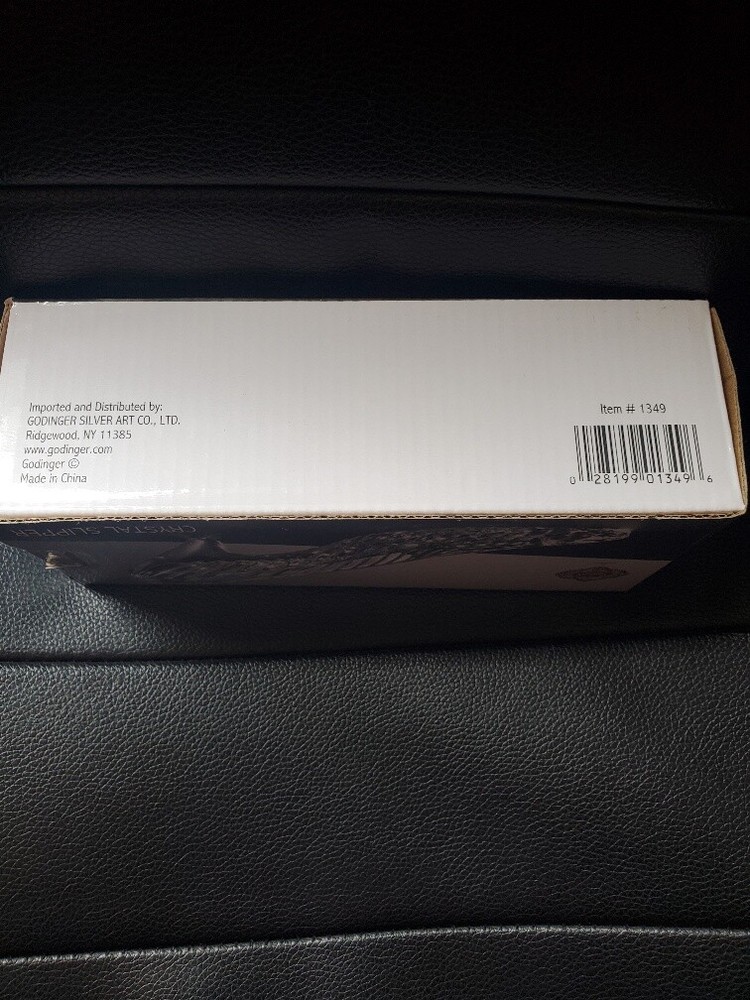 Imported and Distributed by:
GODINGER SILVER ART CO., LTD.
Ridgewood, NY 11385
www.godinger.com
Godinger ©
Made in China
Item # 1349
0 28199 01349 6
CRYSTAL SLIPPER